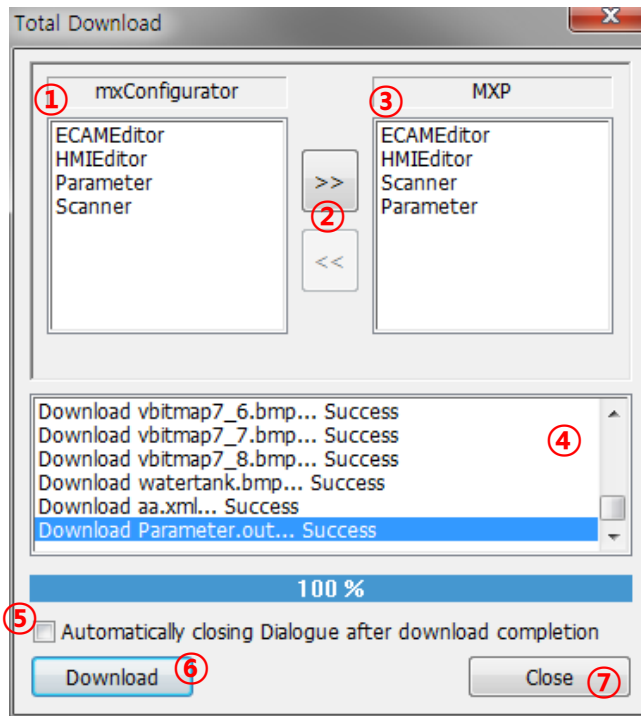 Total Download
x
① mxConfigurator
③ MXP
ECAMEditor
HMIEditor
Parameter
Scanner
>>
②
<<
ECAMEditor
HMIEditor
Scanner
Parameter
Download vbitmap7_6.bmp... Success
Download vbitmap7_7.bmp... Success
Download vbitmap7_8.bmp... Success
Download watertank.bmp... Success
Download aa.xml... Success
Download Parameter.out... Success
④
100 %
⑤ Automatically closing Dialogue after download completion
Download ⑥
Close ⑦